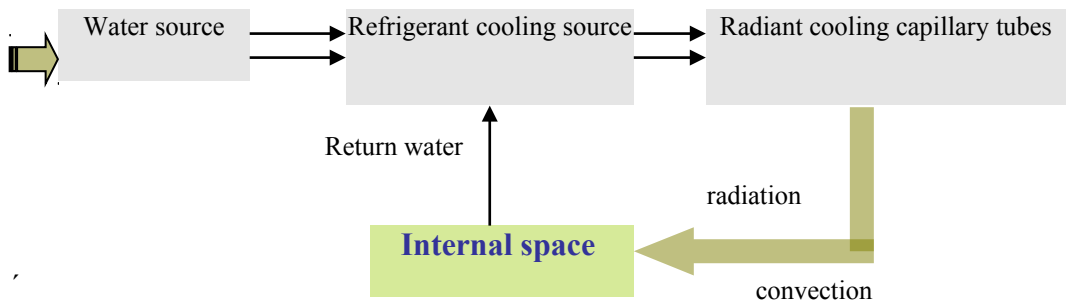 Water source
Refrigerant cooling source
Radiant cooling capillary tubes
Return water
radiation
Internal space
convection